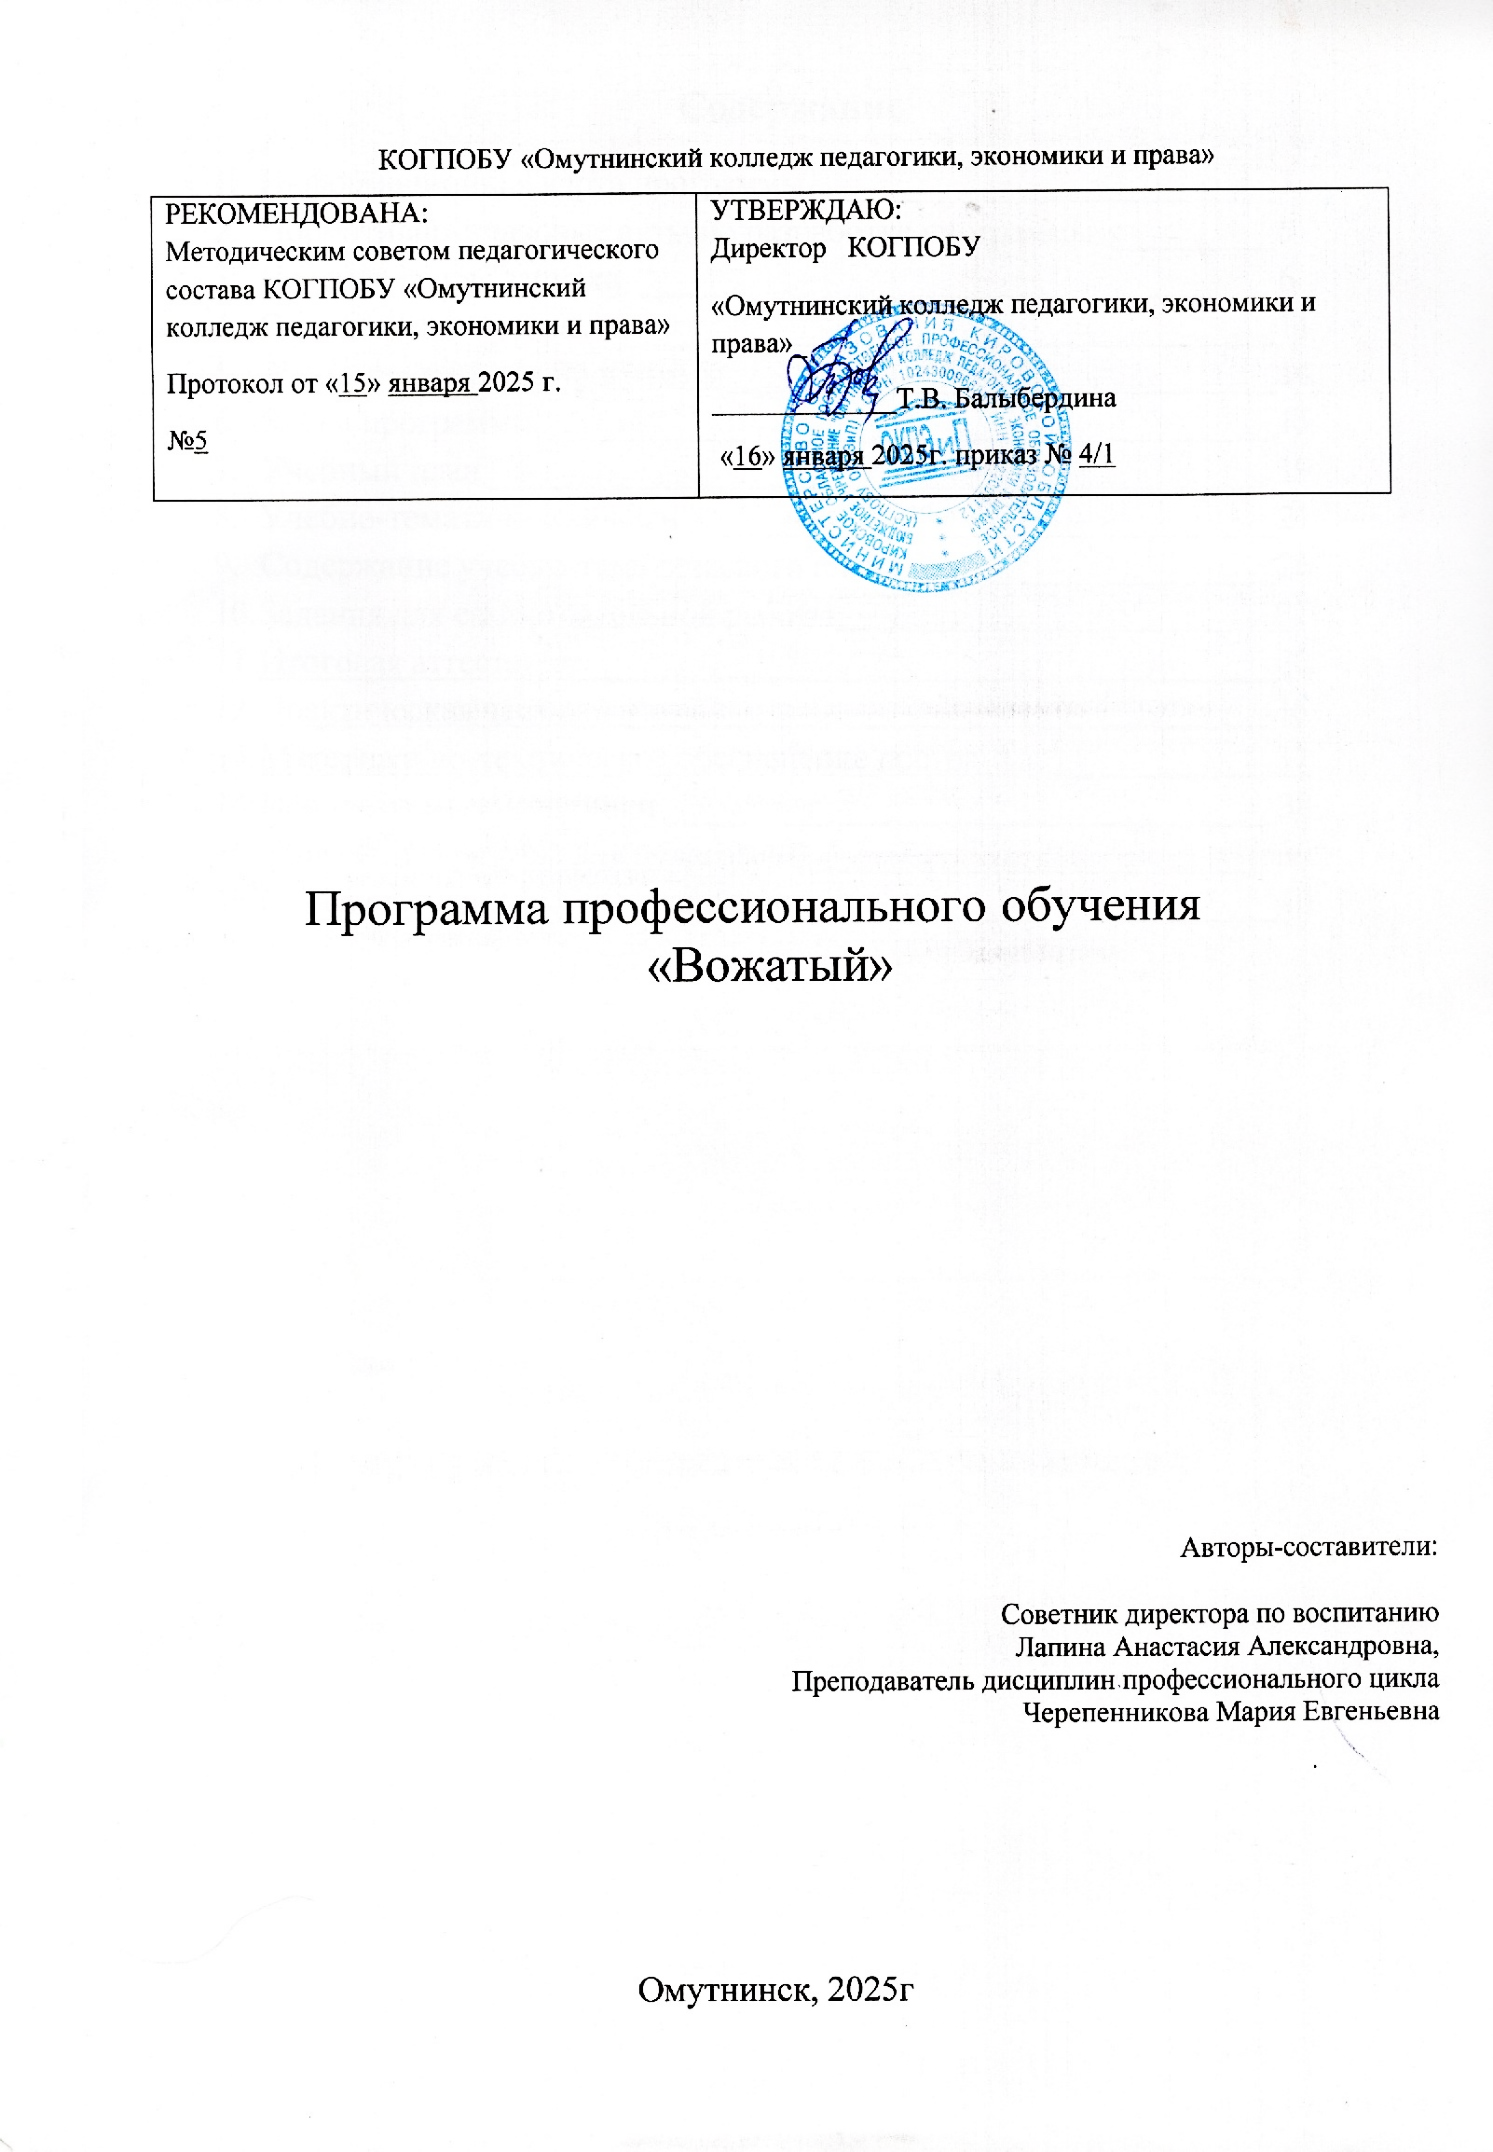 КОГПОБУ «Омутнинский колледж педагогики, экономики и права»
РЕКОМЕНДОВАНА:
Методическим советом педагогического
состава КОГПОБУ «Омутнинский
колледж педагогики, экономики и права»
Протокол от «15» января 2025 г.
№5
УТВЕРЖДАЮ:
Директор КОГПОБУ
«Омутнинский колледж педагогики, экономики и
права»
Т.В. Балыбердина
«16» января 2025г. приказ № 4/1
ОКПЭиП
Программа профессионального обучения
«Вожатый»
Авторы-составители:
Советник директора по воспитанию
Лапина Анастасия Александровна,
Преподаватель дисциплин профессионального цикла
Черепенникова Мария Евгеньевна
Омутнинск, 2025г